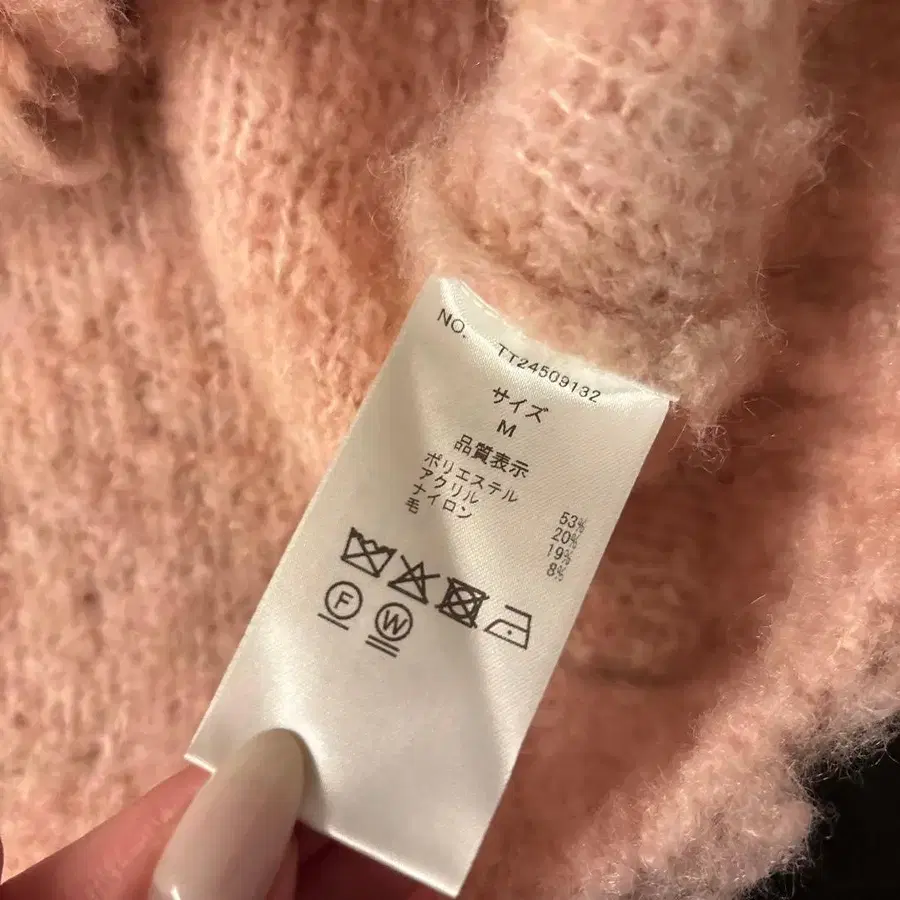 NO. TT24509132
サイズ
M
品質表示
ポリエステル 53%
アクリル 20%
ナイロン 19%
毛 8%
F
W